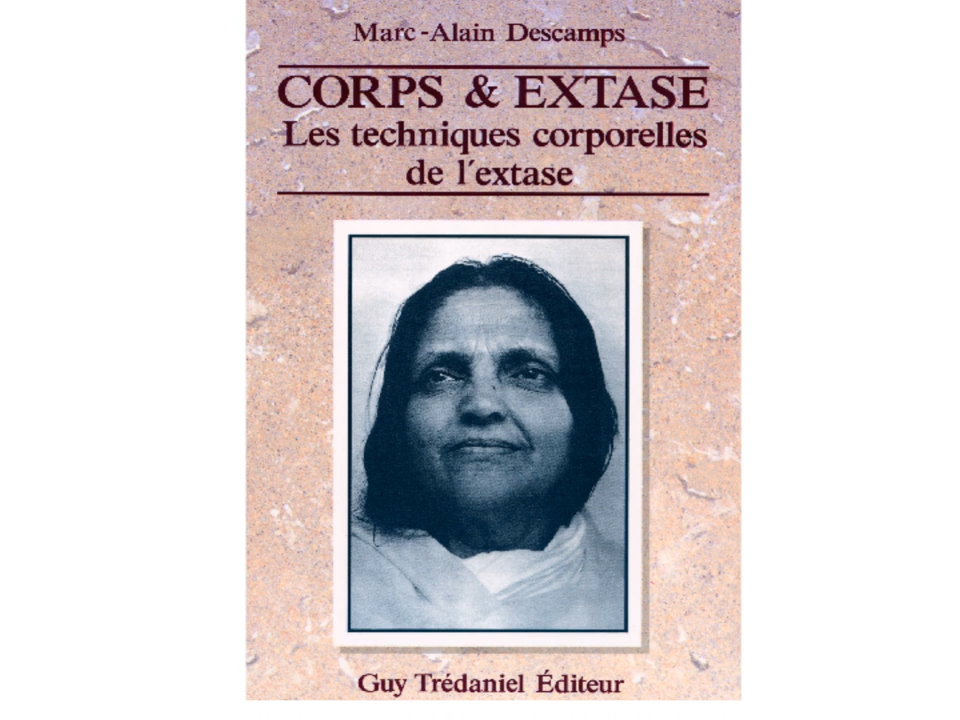 Marc-Alain Descamps
CORPS & EXTASE
Les techniques corporelles
de l'extase
Guy Trédaniel Éditeur